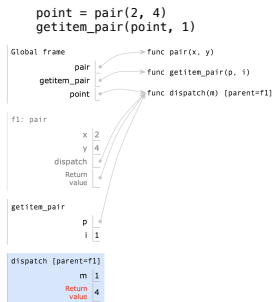 point = pair(2, 4)
getitem_pair(point, 1)
Global frame
pair
getitem_pair
point
func pair(x, y)
func getitem_pair(p, i)
func dispatch(m) [parent=f1]
f1: pair
x 2
y 4
dispatch
Return
value
getitem_pair
p
i 1
dispatch [parent=f1]
m 1
Return
value 4